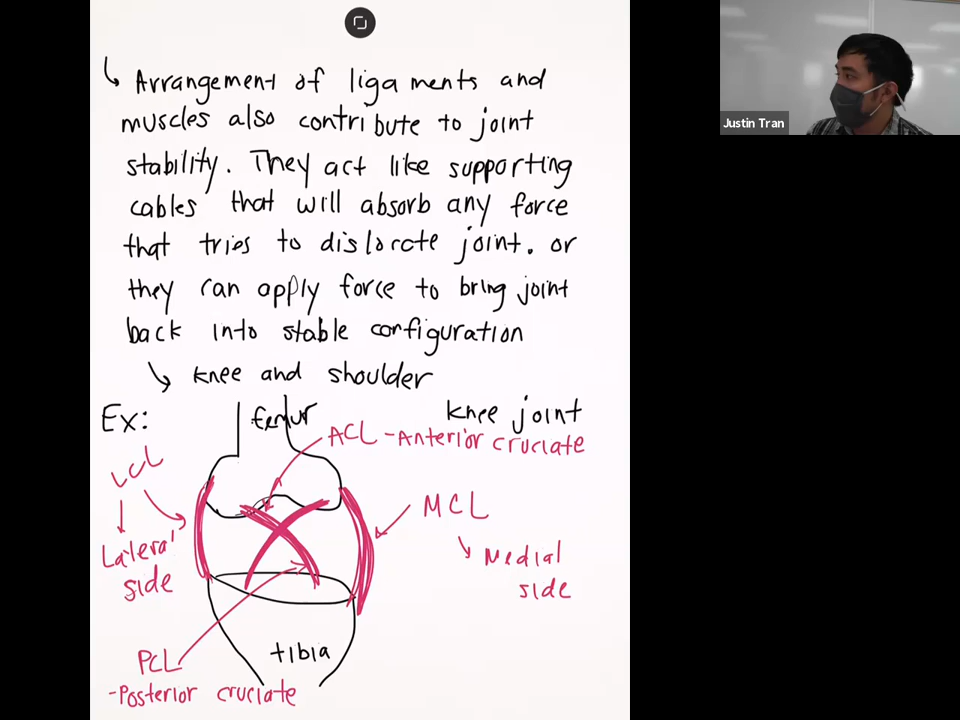 ↳ Arrangement of ligaments and
muscles also contribute to joint
stability. They act like supporting
cables that will absorb any force
that tries to dislocate joint. or
they can apply force to bring joint
back into stable configuration
↳ knee and shoulder
Ex:
femur
knee joint
ACL - Anterior cruciate
LCL
Lateral
side
MCL
↳ Medial
side
tibia
PCL
- Posterior cruciate
Justin Tran